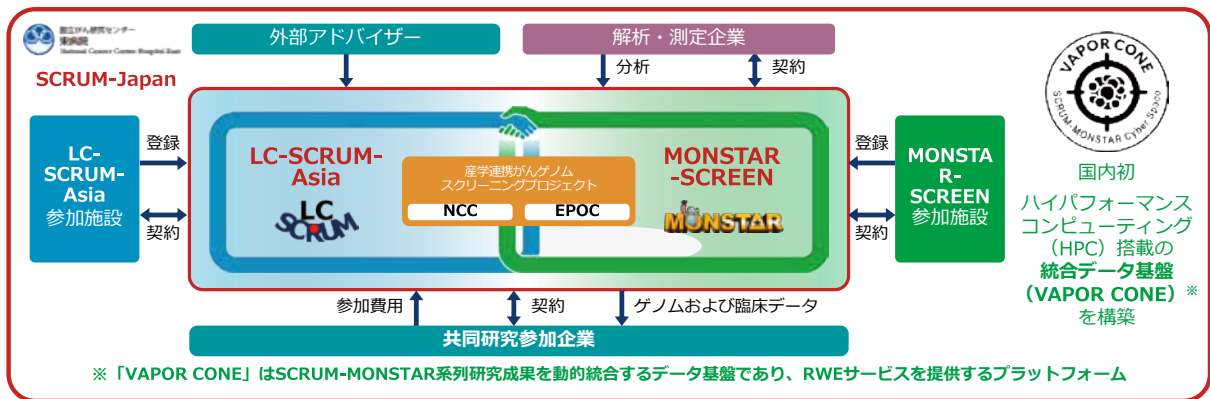 国立がん研究センター
東病院
National Cancer Center Hospital East
SCRUM-Japan
外部アドバイザー
解析・測定企業
分析
契約
LC-
SCRUM-
Asia
参加施設
登録
契約
LC-SCRUM-
Asia
LC
SCRUM
産学連携がんゲノム
スクリーニングプロジェクト
NCC
EPOC
MONSTAR
-SCREEN
MONSTAR
登録
契約
MONSTA
R-
SCREEN
参加施設
参加費用
契約
ゲノムおよび臨床データ
共同研究参加企業
VAPOR CONE
SCRUM-MONSTAR Cyber Space
国内初
ハイパフォーマンス
コンピューティング
（HPC）搭載の
統合データ基盤
（VAPOR CONE）※
を構築
※「VAPOR CONE」はSCRUM-MONSTAR系列研究成果を動的統合するデータ基盤であり、RWEサービスを提供するプラットフォーム